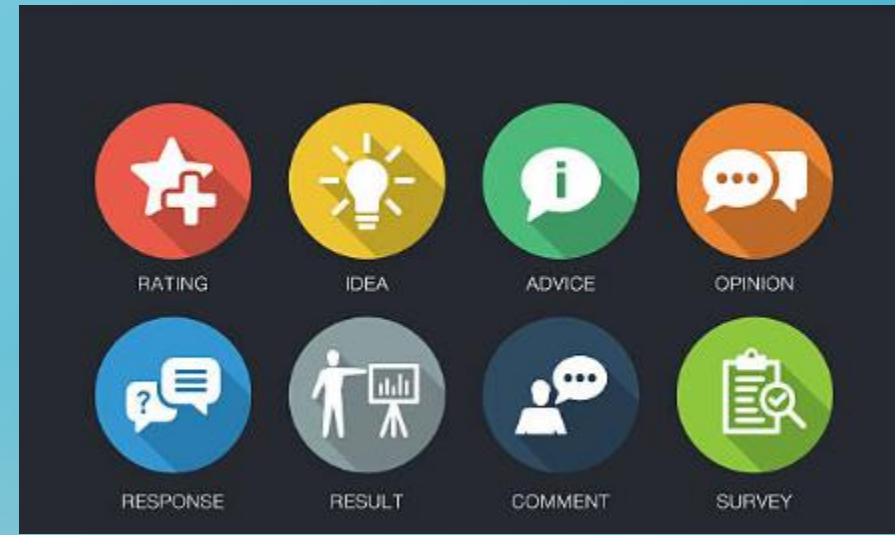 RATING IDEA ADVICE OPINION
i
?
RESPONSE RESULT COMMENT SURVEY